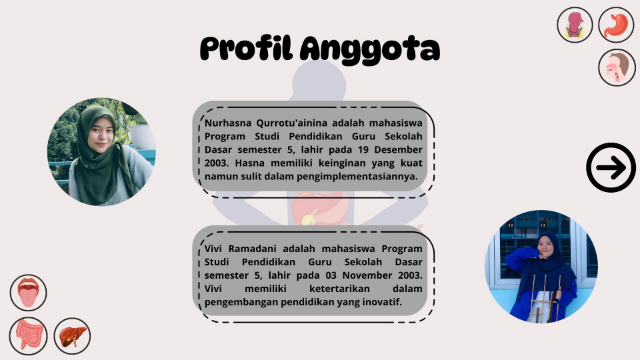 Profil Anggota
Nurhasna Qurrotu'ainina adalah mahasiswa
Program Studi Pendidikan Guru Sekolah
Dasar semester 5, lahir pada 19 Desember
2003. Hasna memiliki keinginan yang kuat
namun sulit dalam pengimplementasiannya.
Vivi Ramadani adalah mahasiswa Program
Studi Pendidikan Guru Sekolah Dasar
semester 5, lahir pada 03 November 2003.
Vivi memiliki ketertarikan dalam
pengembangan pendidikan yang inovatif.